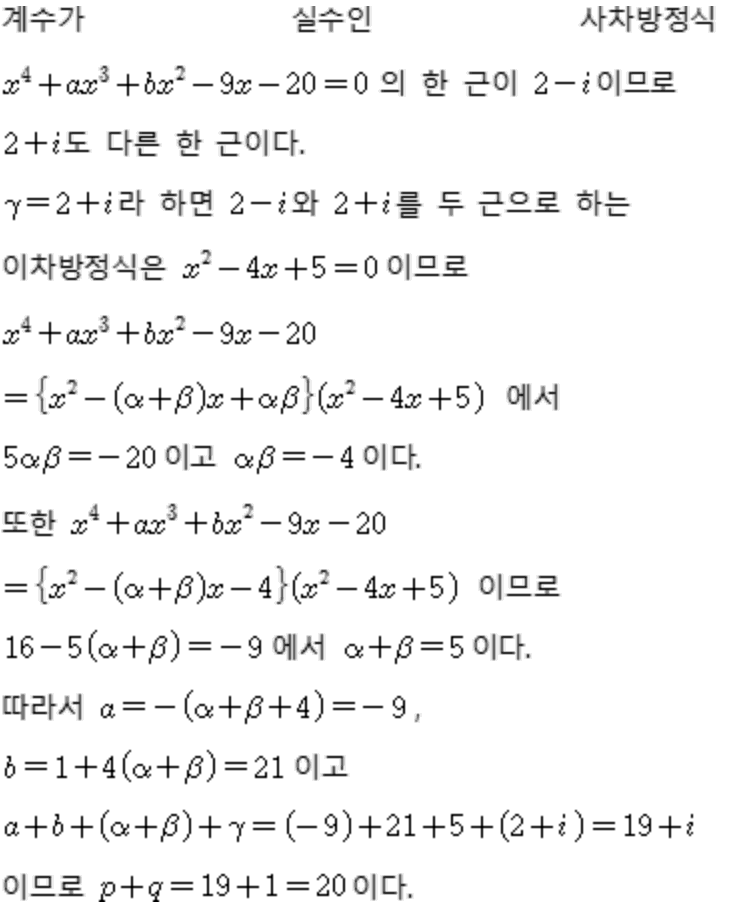 계수가 실수인 사차방정식
x⁴+ax³+bx²−9x−20=0 의 한 근이 2−i 이므로
2+i도 다른 한 근이다.
γ=2+i라 하면 2−i와 2+i를 두 근으로 하는
이차방정식은 x²−4x+5=0 이므로
x⁴+ax³+bx²−9x−20
={x²−(α+β)x+αβ}(x²−4x+5) 에서
5αβ=−20 이고 αβ=−4 이다.
또한 x⁴+ax³+bx²−9x−20
={x²−(α+β)x−4}(x²−4x+5) 이므로
16−5(α+β)=−9 에서 α+β=5 이다.
따라서 a=−(α+β+4)=−9,
b=1+4(α+β)=21 이고
a+b+(α+β)+γ=(−9)+21+5+(2+i)=19+i
이므로 p+q=19+1=20 이다.